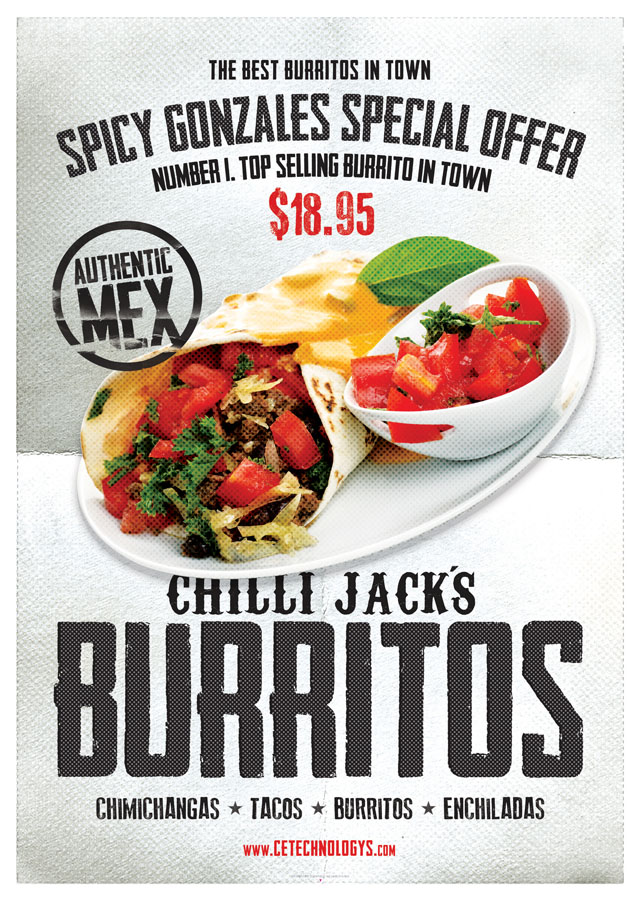 THE BEST BURRITOS IN TOWN
SPICY GONZALES SPECIAL OFFER
NUMBER 1. TOP SELLING BURRITO IN TOWN
$18.95
AUTHENTIC
MEX
CHILLI JACK'S
BURRITOS
CHIMICHANGAS ★ TACOS ★ BURRITOS ★ ENCHILADAS
WWW.CETECHNOLOGYS.COM